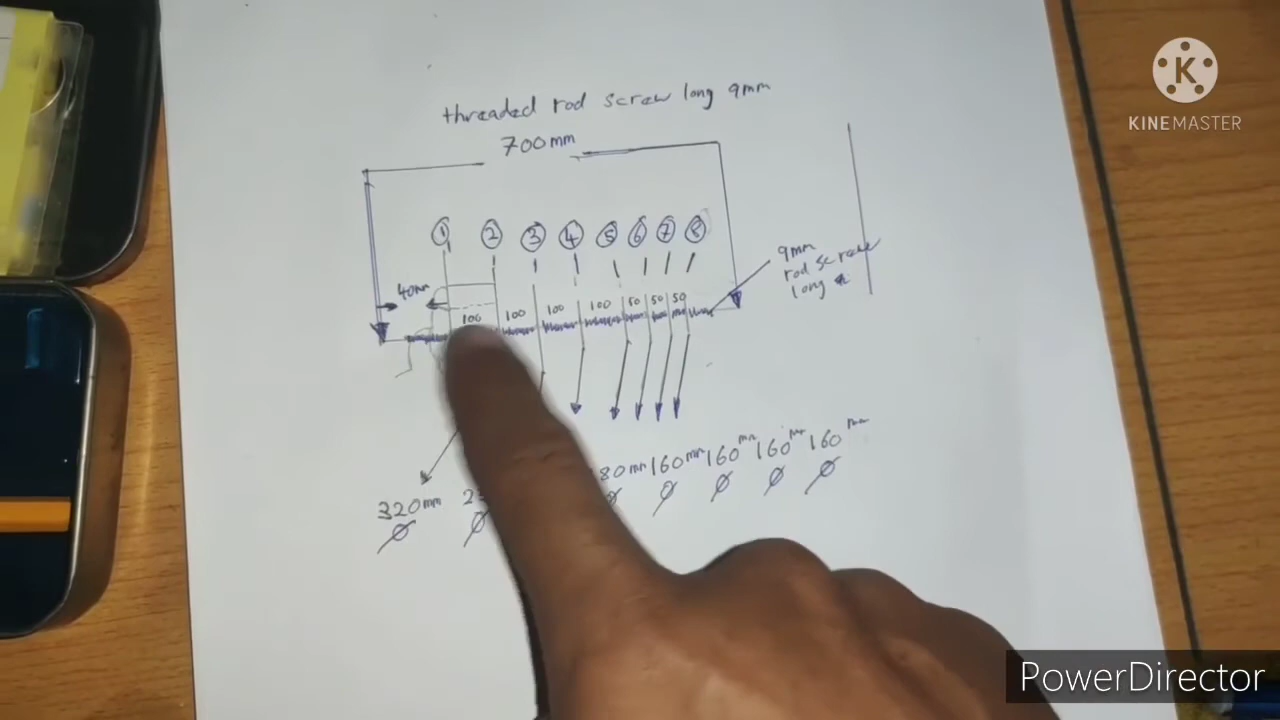 KINEMASTER
threaded rod screw long 9mm
700mm
1 2 3 4 5 6 7 8
9mm
rod screw
long
40mm
100 100 100 100 50 50 50
320mm 80mm 160mm 160mm 160mm 160mm
Ø Ø Ø Ø Ø Ø Ø
PowerDirector